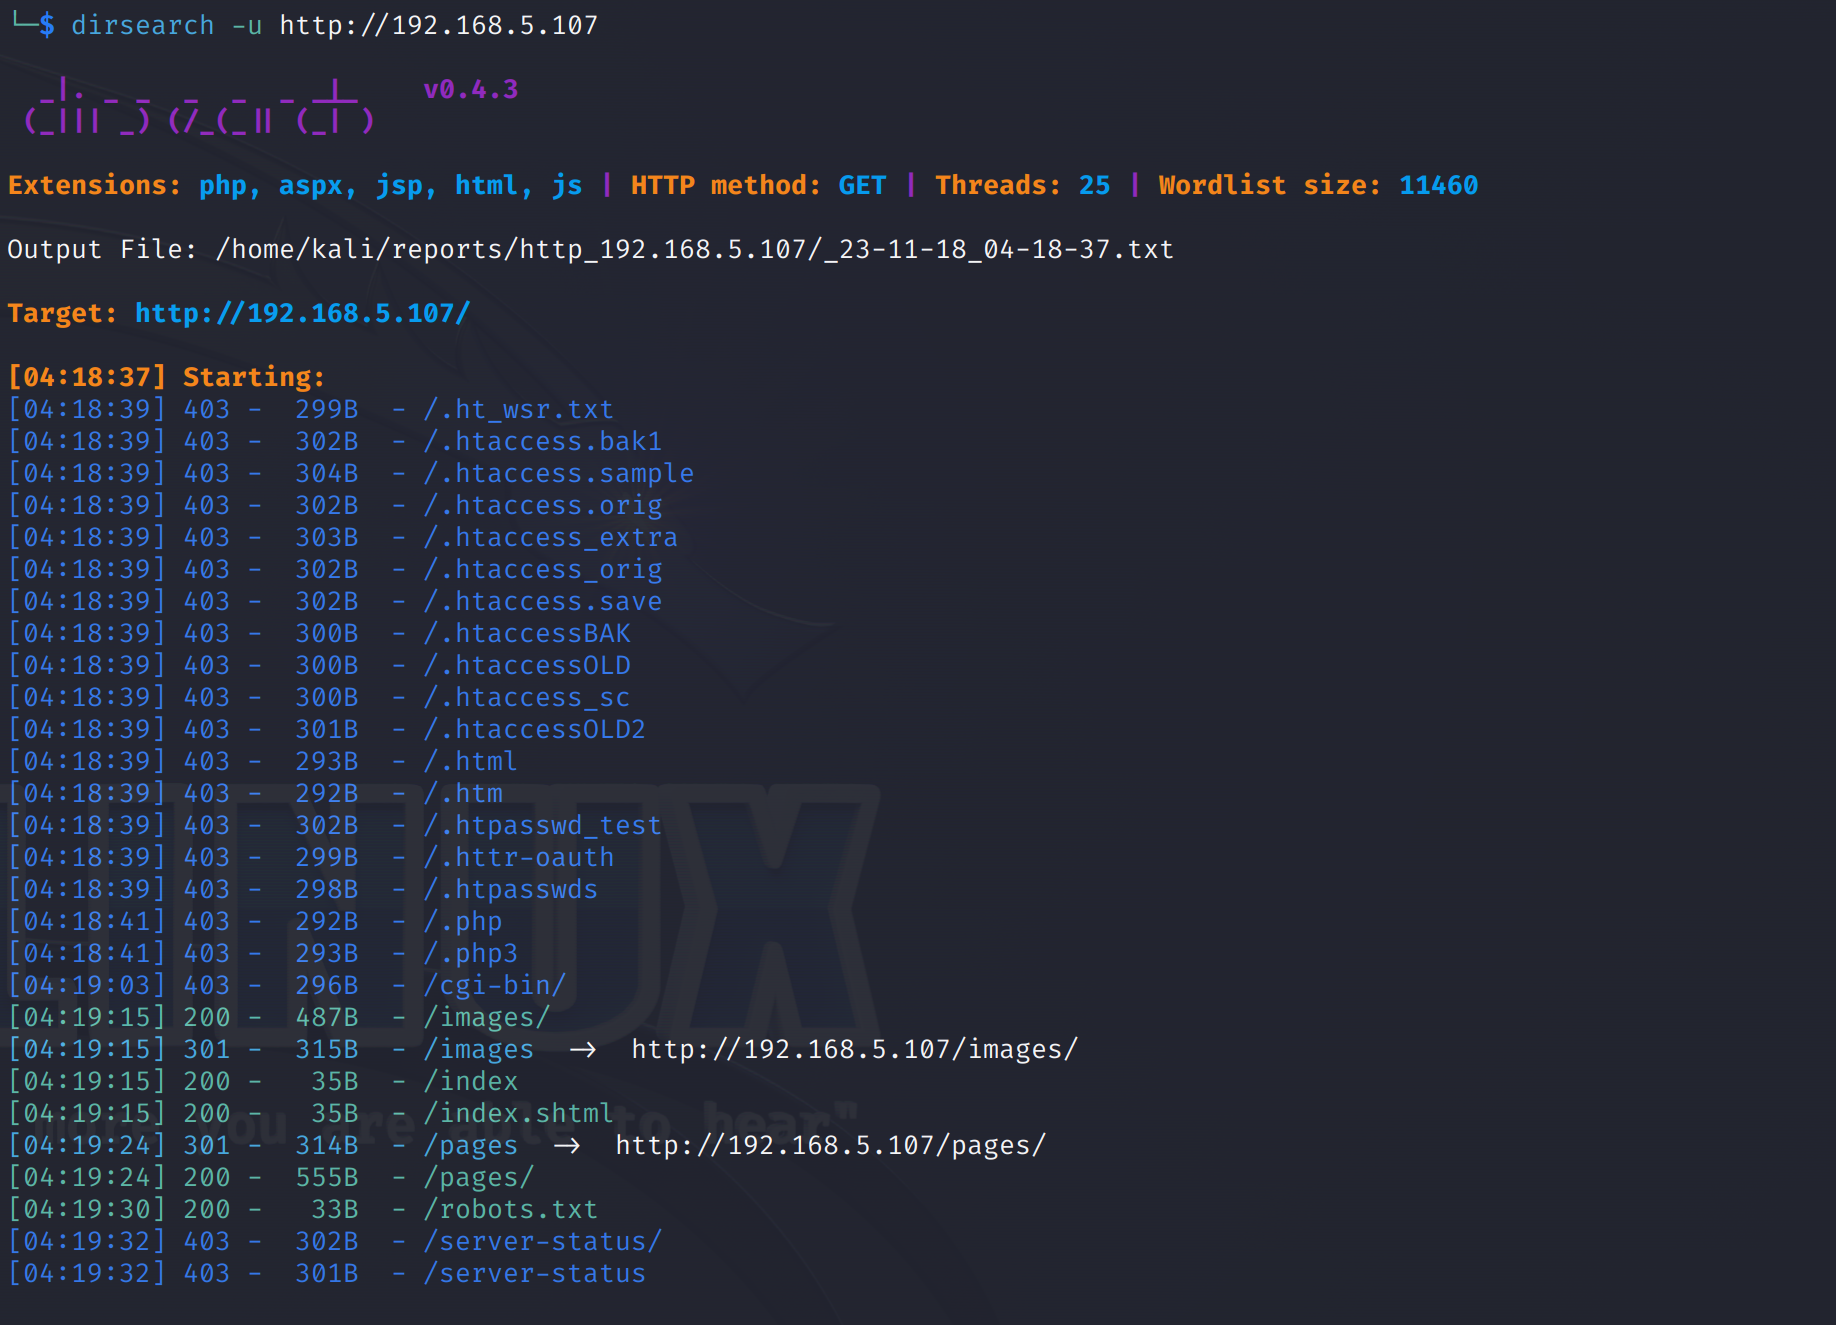 └─$ dirsearch -u http://192.168.5.107
  _|. _ _  _  _  _ _|_    v0.4.3
 (_||| _) (/_(_|| (_| )
Extensions: php, aspx, jsp, html, js | HTTP method: GET | Threads: 25 | Wordlist size: 11460
Output File: /home/kali/reports/http_192.168.5.107/_23-11-18_04-18-37.txt
Target: http://192.168.5.107/
[04:18:37] Starting:
[04:18:39] 403 -  299B  - /.ht_wsr.txt
[04:18:39] 403 -  302B  - /.htaccess.bak1
[04:18:39] 403 -  304B  - /.htaccess.sample
[04:18:39] 403 -  302B  - /.htaccess.orig
[04:18:39] 403 -  303B  - /.htaccess_extra
[04:18:39] 403 -  302B  - /.htaccess_orig
[04:18:39] 403 -  302B  - /.htaccess.save
[04:18:39] 403 -  300B  - /.htaccessBAK
[04:18:39] 403 -  300B  - /.htaccessOLD
[04:18:39] 403 -  300B  - /.htaccess_sc
[04:18:39] 403 -  301B  - /.htaccessOLD2
[04:18:39] 403 -  293B  - /.html
[04:18:39] 403 -  292B  - /.htm
[04:18:39] 403 -  302B  - /.htpasswd_test
[04:18:39] 403 -  299B  - /.httr-oauth
[04:18:39] 403 -  298B  - /.htpasswds
[04:18:41] 403 -  292B  - /.php
[04:18:41] 403 -  293B  - /.php3
[04:19:03] 403 -  296B  - /cgi-bin/
[04:19:15] 200 -  487B  - /images/
[04:19:15] 301 -  315B  - /images  →  http://192.168.5.107/images/
[04:19:15] 200 -   35B  - /index
[04:19:15] 200 -   35B  - /index.shtml
[04:19:24] 301 -  314B  - /pages  →  http://192.168.5.107/pages/
[04:19:24] 200 -  555B  - /pages/
[04:19:30] 200 -   33B  - /robots.txt
[04:19:32] 403 -  302B  - /server-status/
[04:19:32] 403 -  301B  - /server-status
you are able to hear"